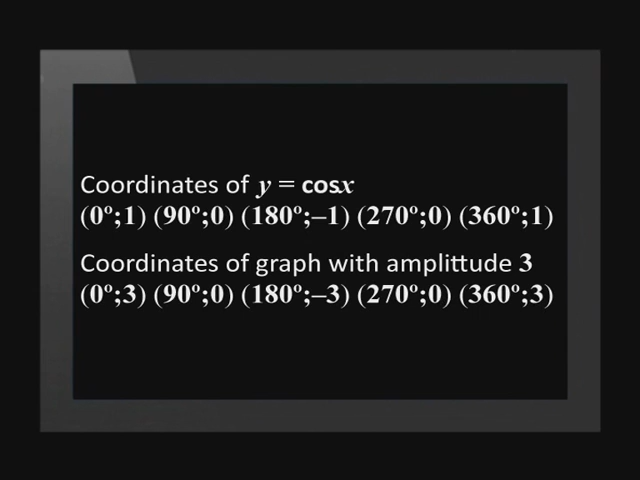 Coordinates of y = cosx
(0º;1) (90º;0) (180º;–1) (270º;0) (360º;1)
Coordinates of graph with amplittude 3
(0º;3) (90º;0) (180º;–3) (270º;0) (360º;3)